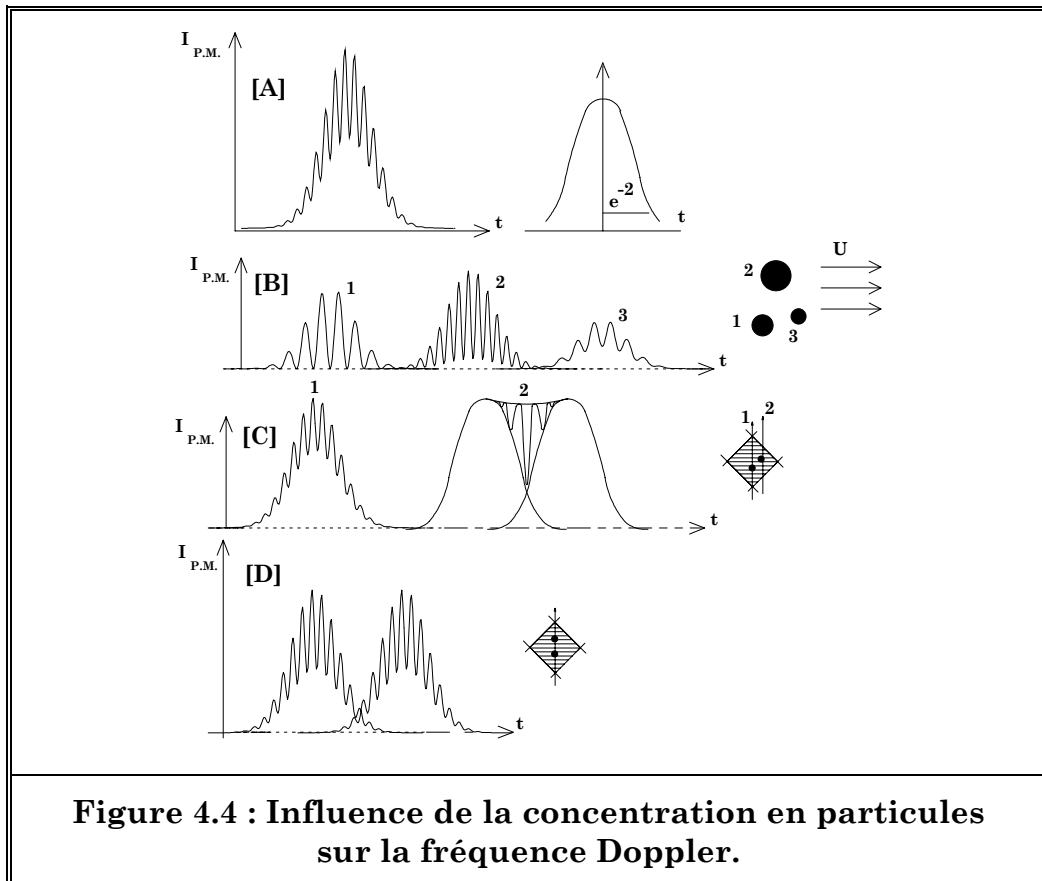 I P.M.
[A]
t
e-2
t
I P.M.
[B]
1
2
3
t
2
1
3
U
I P.M.
[C]
1
2
t
1
2
I P.M.
[D]
t
Figure 4.4 : Influence de la concentration en particules
sur la fréquence Doppler.